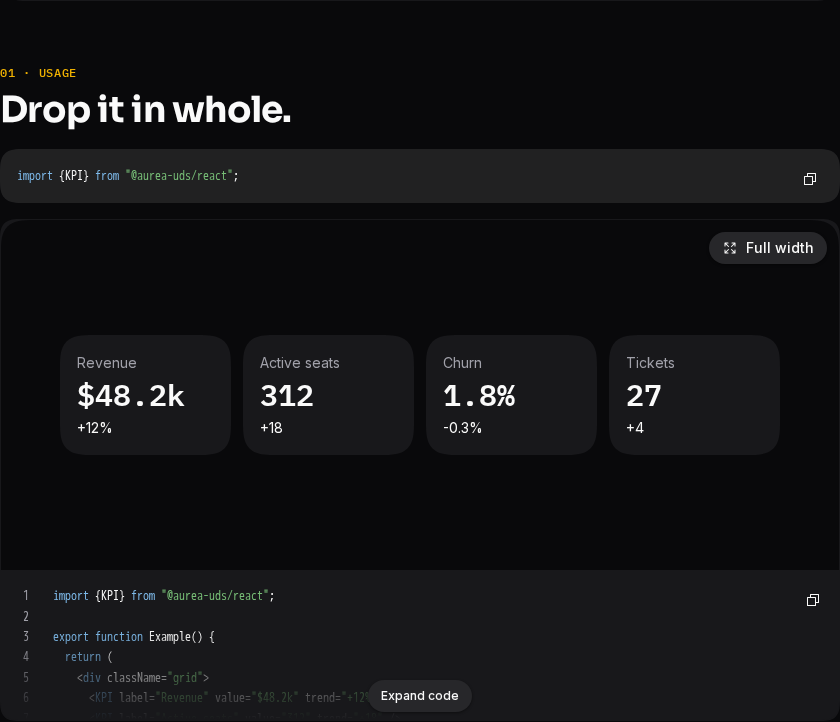 01 · USAGE
Drop it in whole.
import {KPI} from "@aurea-uds/react";
Full width
Revenue
$48.2k
+12%
Active seats
312
+18
Churn
1.8%
-0.3%
Tickets
27
+4
1 import {KPI} from "@aurea-uds/react";
2
3 export function Example() {
4 return (
5 <div className="grid">
6 <KPI label="Revenue" value="$48.2k" trend="+12%
Expand code